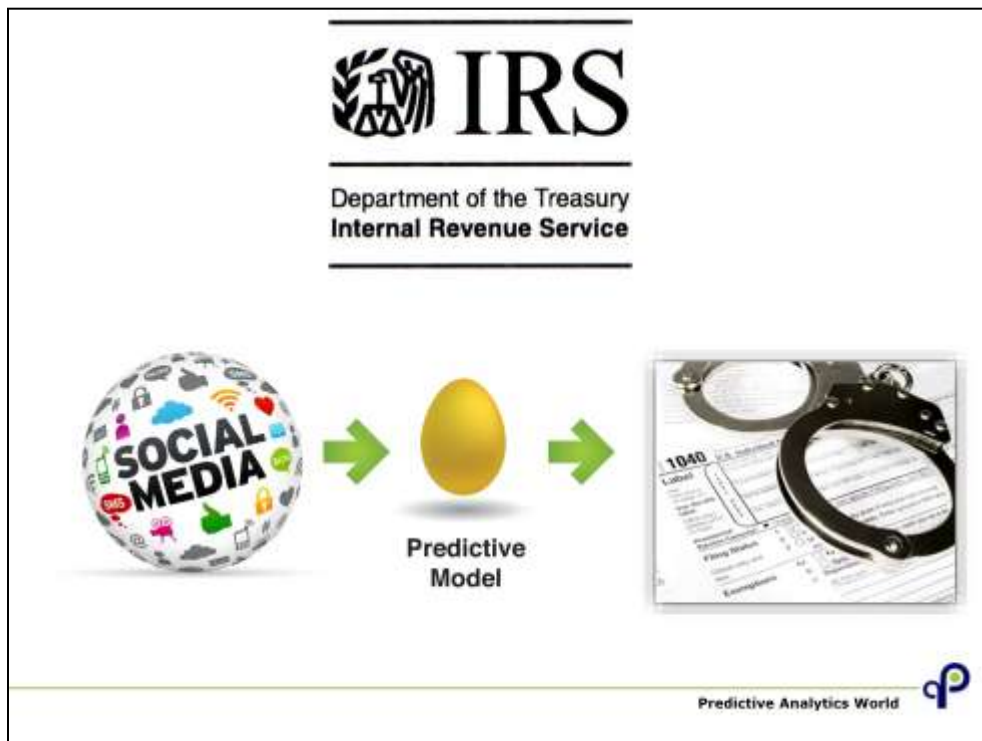 IRS
Department of the Treasury
Internal Revenue Service
SOCIAL
MEDIA
SMS
Predictive
Model
1040
Label
Filing Status
Exemptions
Predictive Analytics World